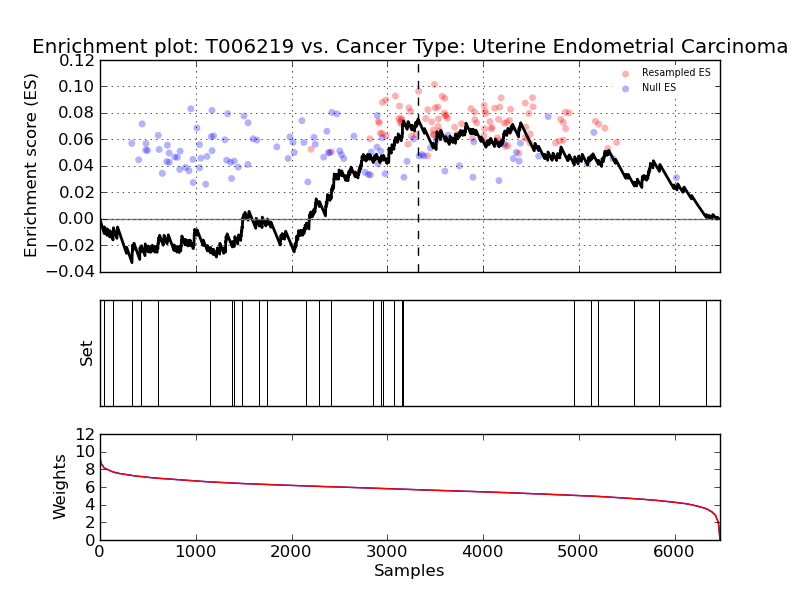 Enrichment plot: T006219 vs. Cancer Type: Uterine Endometrial Carcinoma
0.12
0.10
0.08
0.06
0.04
0.02
0.00
−0.02
−0.04
Enrichment score (ES)
Resampled ES
Null ES
Set
12
10
8
6
4
2
0
Weights
0 1000 2000 3000 4000 5000 6000
Samples